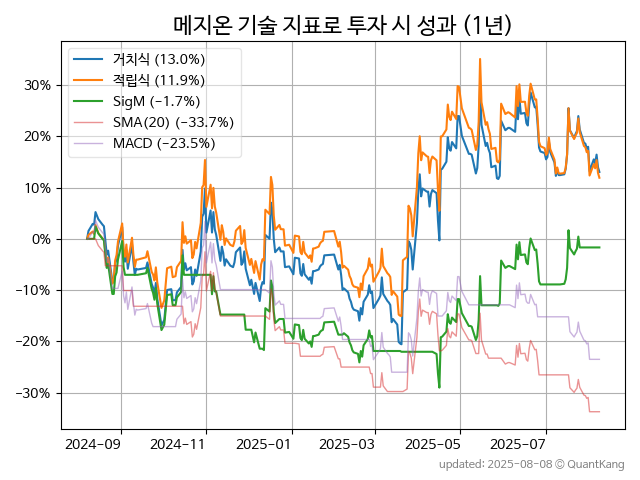 메지온 기술 지표로 투자 시 성과 (1년)
거치식 (13.0%)
적립식 (11.9%)
SigM (−1.7%)
SMA(20) (−33.7%)
MACD (−23.5%)
30%
20%
10%
0%
−10%
−20%
−30%
2024-09 2024-11 2025-01 2025-03 2025-05 2025-07
updated: 2025-08-08 © QuantKang